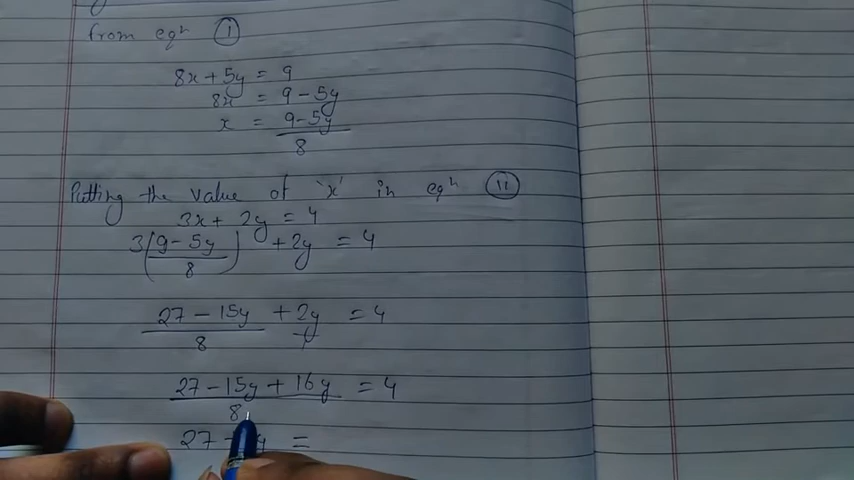 from eqn (I)
8x + 5y = 9
8x = 9 - 5y
x = 9 - 5y
8
Putting the value of 'x' in eqn (II)
3x + 2y = 4
3(9 - 5y) + 2y = 4
8
27 - 15y + 2y = 4
8 1
27 - 15y + 16y = 4
8
27 - y =